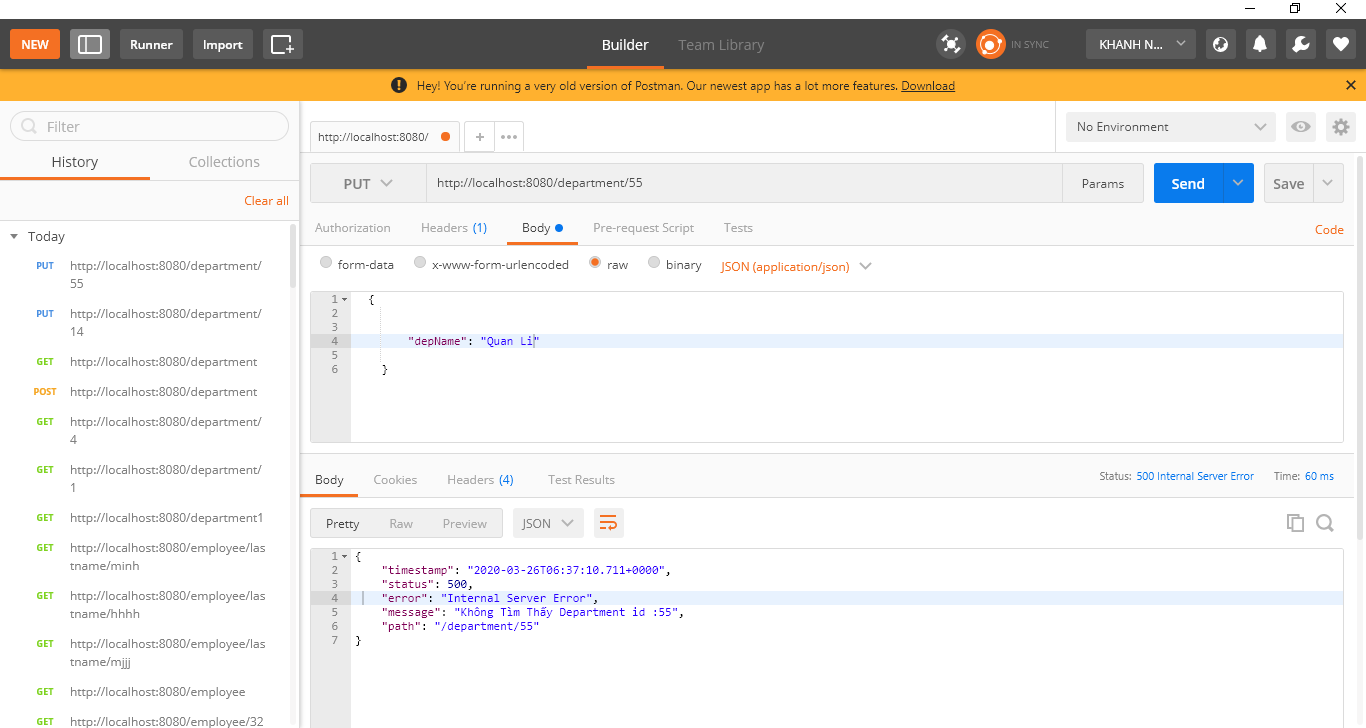 NEW
Runner
Import
Builder
Team Library
IN SYNC
KHANH N...
Hey! You're running a very old version of Postman. Our newest app has a lot more features. Download
Filter
History
Collections
Clear all
Today
PUT http://localhost:8080/department/
55
PUT http://localhost:8080/department/
14
GET http://localhost:8080/department
POST http://localhost:8080/department
GET http://localhost:8080/department/
4
GET http://localhost:8080/department/
1
GET http://localhost:8080/department1
GET http://localhost:8080/employee/las
tname/minh
GET http://localhost:8080/employee/las
tname/hhhh
GET http://localhost:8080/employee/las
tname/mjjj
GET http://localhost:8080/employee
GET http://localhost:8080/employee/32
http://localhost:8080/
No Environment
PUT
http://localhost:8080/department/55
Params
Send
Save
Authorization
Headers (1)
Body
Pre-request Script
Tests
Code
form-data
x-www-form-urlencoded
raw
binary
JSON (application/json)
1 {
2
3
4 "depName": "Quan Li"
5
6 }
Body
Cookies
Headers (4)
Test Results
Status: 500 Internal Server Error
Time: 60 ms
Pretty
Raw
Preview
JSON
1 {
2 "timestamp": "2020-03-26T06:37:10.711+0000",
3 "status": 500,
4 "error": "Internal Server Error",
5 "message": "Không Tìm Thấy Department id :55",
6 "path": "/department/55"
7 }